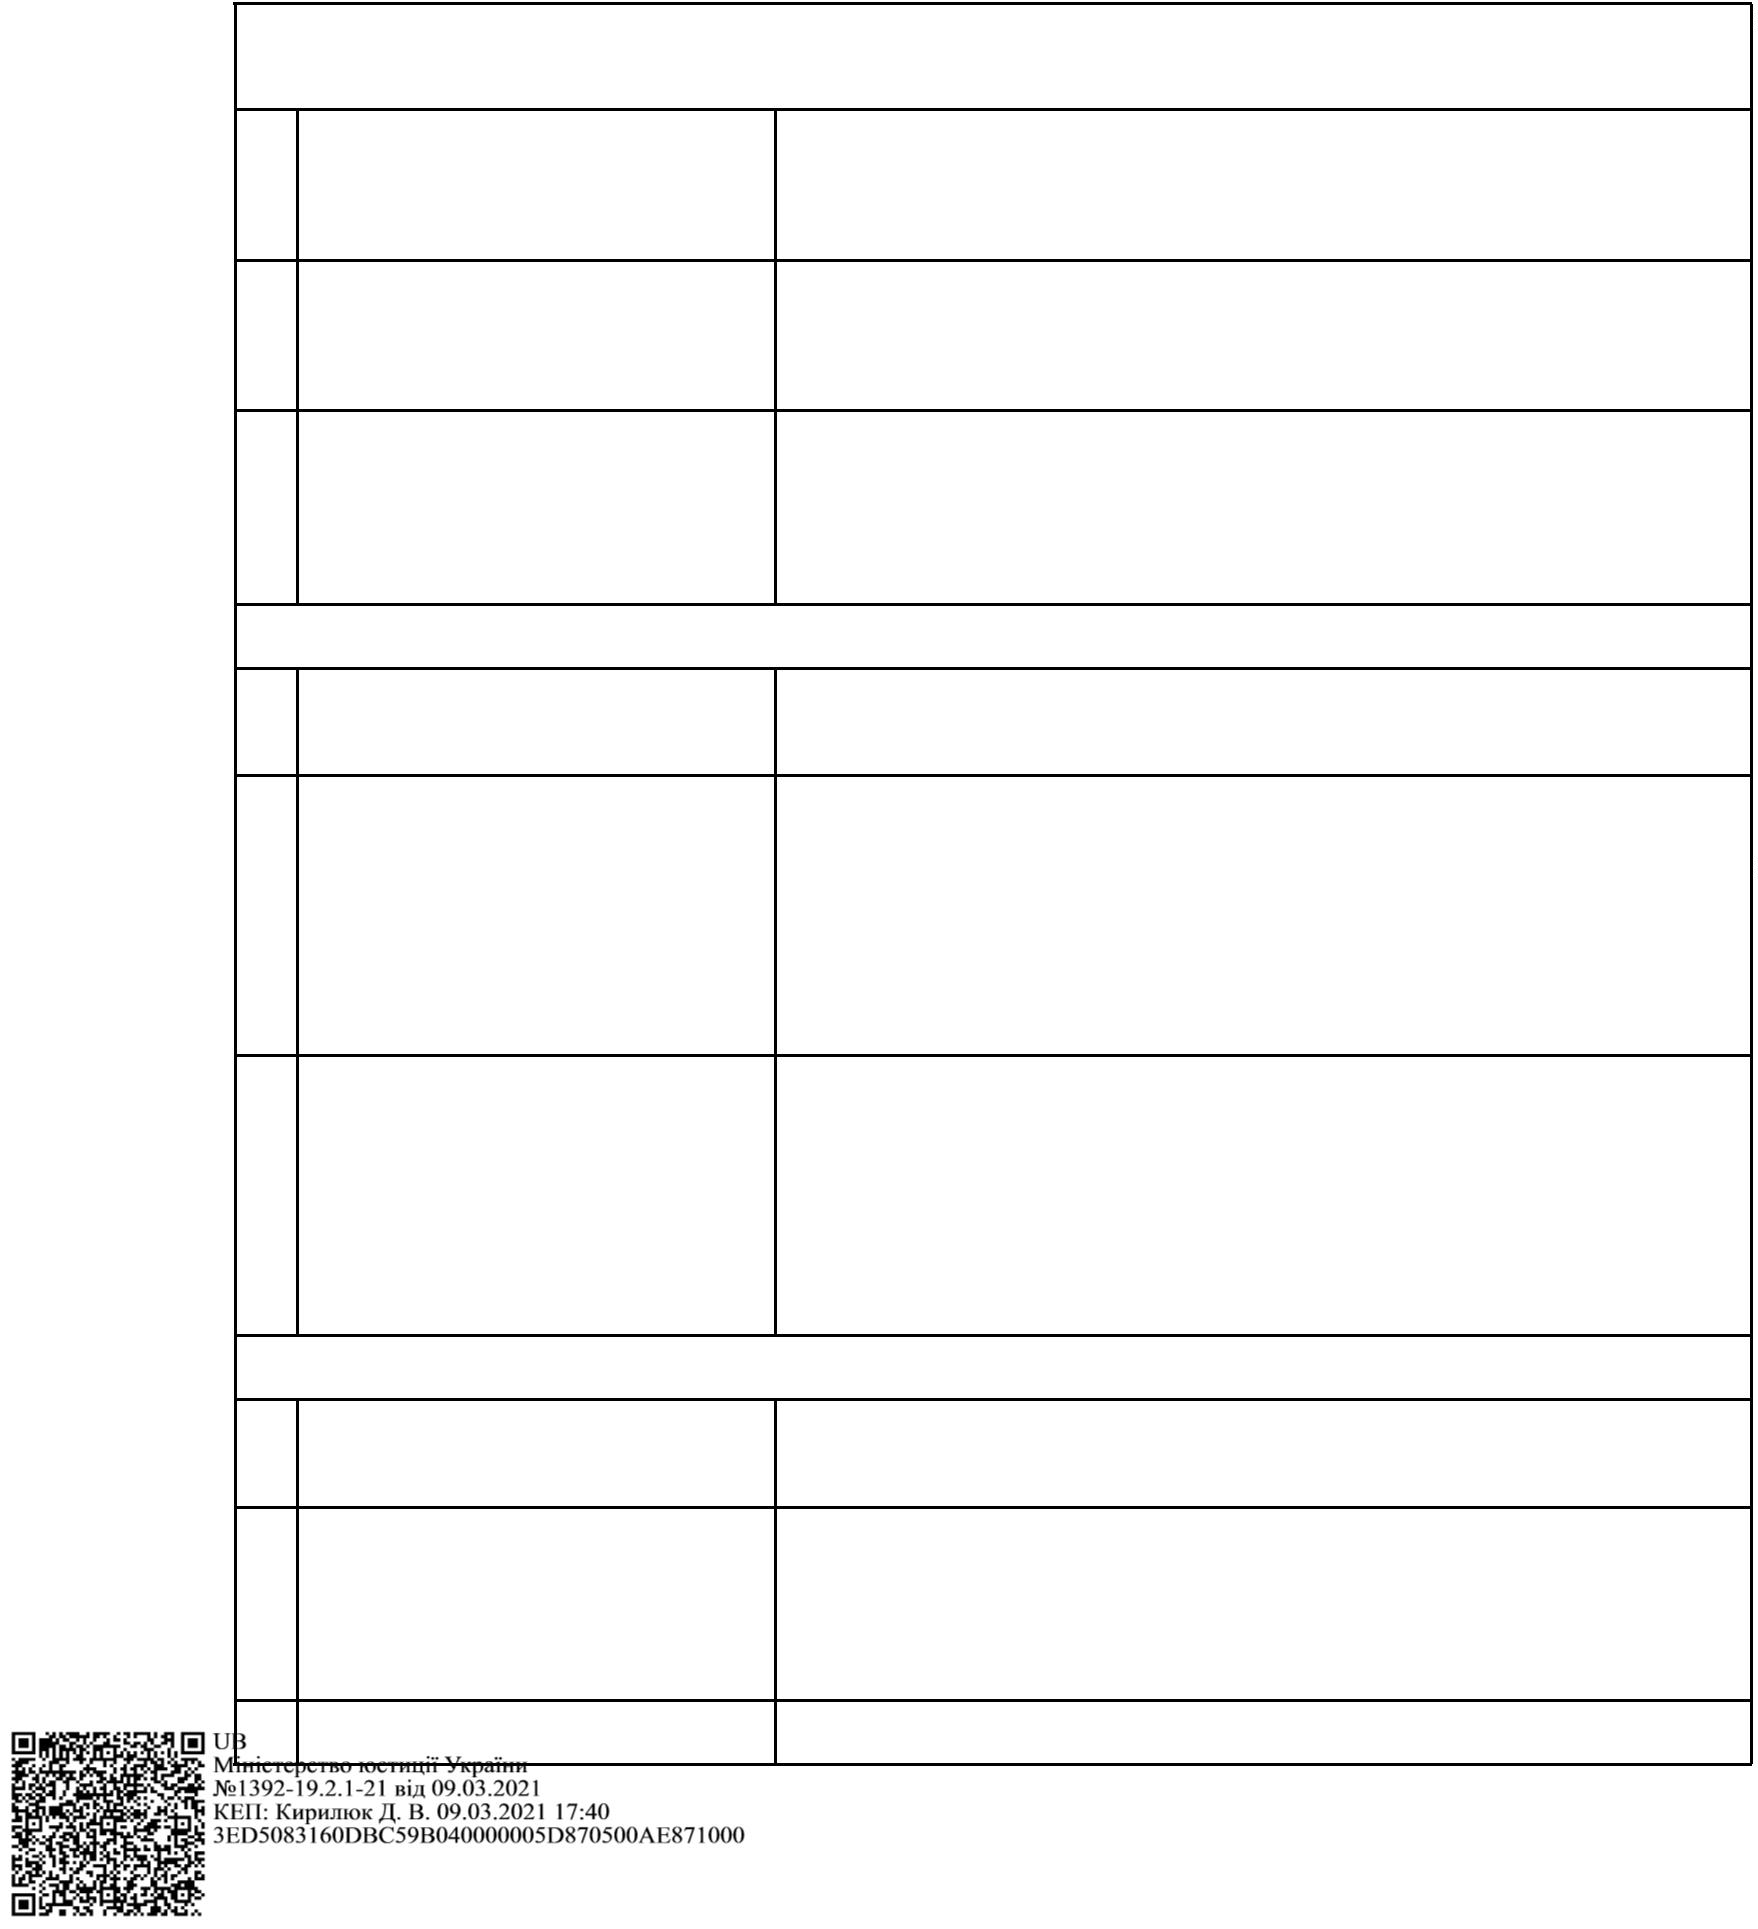 UB
Міністерство юстиції України
№1392-19.2.1-21 від 09.03.2021
КЕП: Кирилюк Д. В. 09.03.2021 17:40
3ED5083160DBC59B040000005D870500AE871000